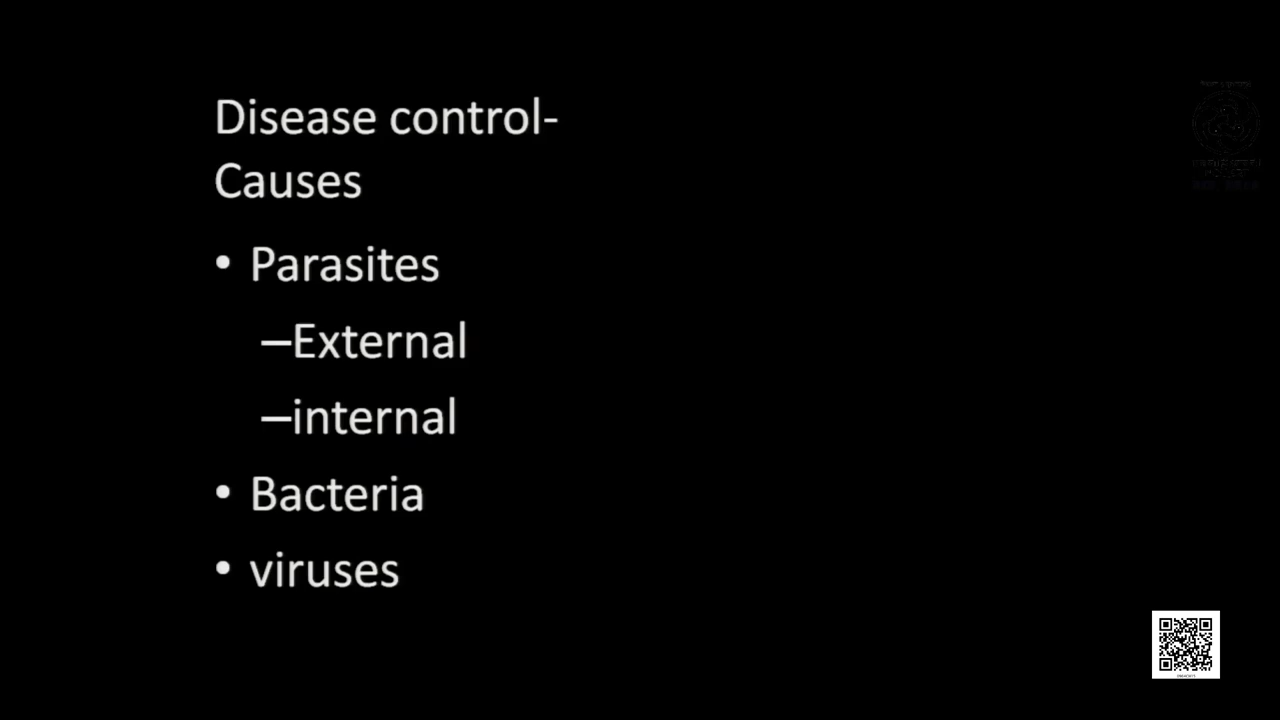 Disease control-
Causes
• Parasites
–External
–internal
• Bacteria
• viruses